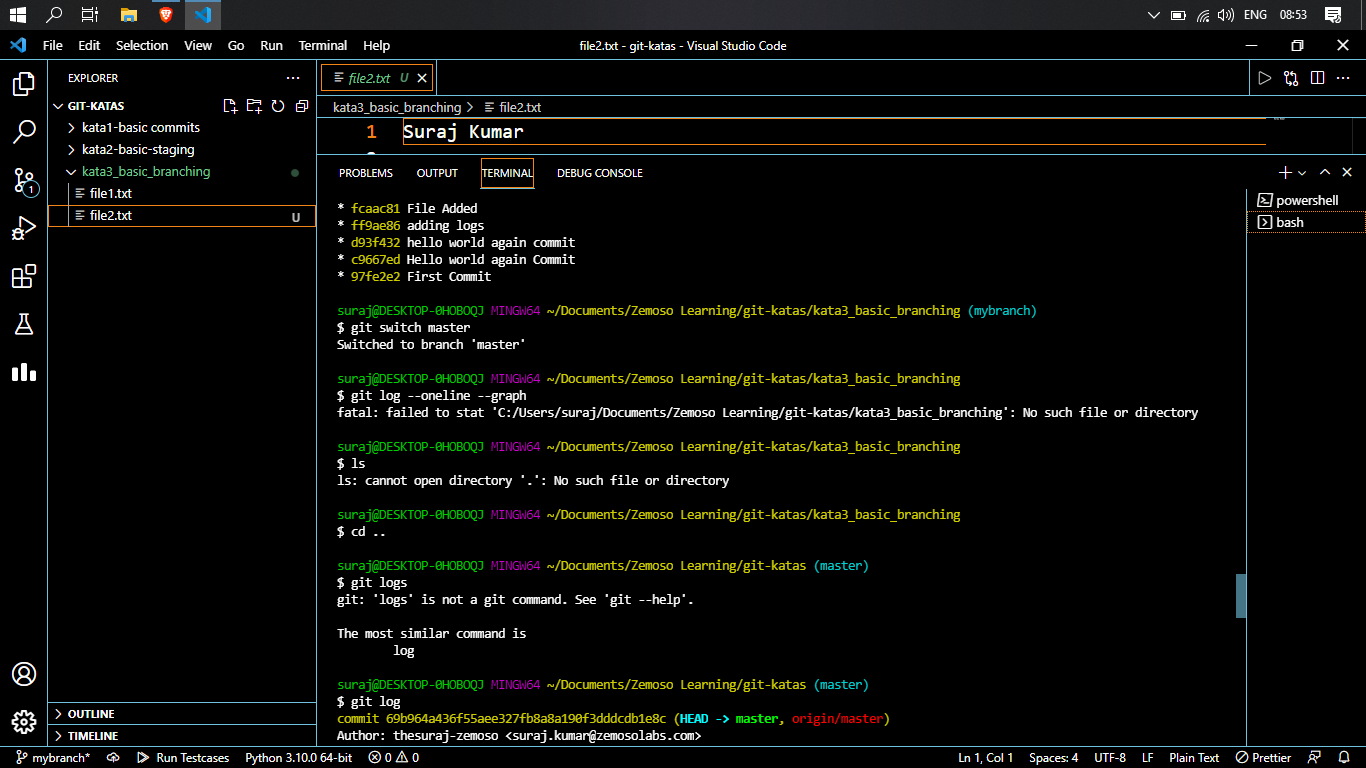 ENG 08:53
File Edit Selection View Go Run Terminal Help file2.txt - git-katas - Visual Studio Code
EXPLORER
GIT-KATAS
kata1-basic commits
kata2-basic-staging
kata3_basic_branching
file1.txt
file2.txt U
1
OUTLINE
TIMELINE
file2.txt U
kata3_basic_branching > file2.txt
1 Suraj Kumar
PROBLEMS OUTPUT TERMINAL DEBUG CONSOLE
powershell
bash
* fcaac81 File Added
* ff9ae86 adding logs
* d93f432 hello world again commit
* c9667ed Hello world again Commit
* 97fe2e2 First Commit
suraj@DESKTOP-0HOBOQJ MINGW64 ~/Documents/Zemoso Learning/git-katas/kata3_basic_branching (mybranch)
$ git switch master
Switched to branch 'master'
suraj@DESKTOP-0HOBOQJ MINGW64 ~/Documents/Zemoso Learning/git-katas/kata3_basic_branching
$ git log --oneline --graph
fatal: failed to stat 'C:/Users/suraj/Documents/Zemoso Learning/git-katas/kata3_basic_branching': No such file or directory
suraj@DESKTOP-0HOBOQJ MINGW64 ~/Documents/Zemoso Learning/git-katas/kata3_basic_branching
$ ls
ls: cannot open directory '.': No such file or directory
suraj@DESKTOP-0HOBOQJ MINGW64 ~/Documents/Zemoso Learning/git-katas/kata3_basic_branching
$ cd ..
suraj@DESKTOP-0HOBOQJ MINGW64 ~/Documents/Zemoso Learning/git-katas (master)
$ git logs
git: 'logs' is not a git command. See 'git --help'.
The most similar command is
log
suraj@DESKTOP-0HOBOQJ MINGW64 ~/Documents/Zemoso Learning/git-katas (master)
$ git log
commit 69b964a436f55aee327fb8a8a190f3dddcdb1e8c (HEAD -> master, origin/master)
Author: thesuraj-zemoso <suraj.kumar@zemosolabs.com>
mybranch* Run Testcases Python 3.10.0 64-bit 0 0 Ln 1, Col 1 Spaces: 4 UTF-8 LF Plain Text Prettier